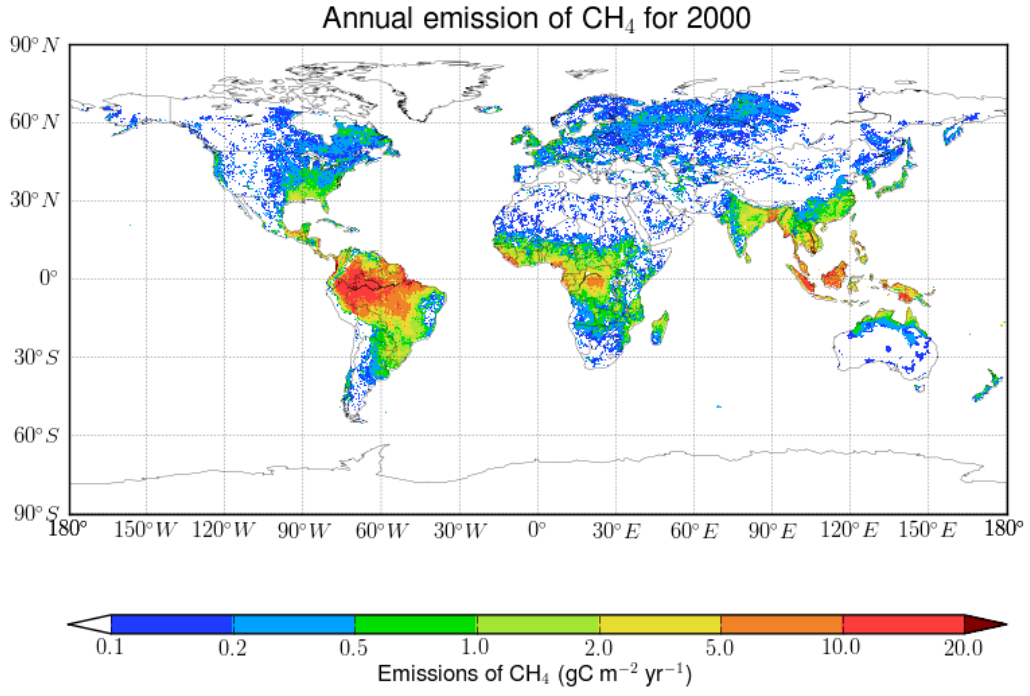 Annual emission of CH₄ for 2000
90°N
60°N
30°N
0°
30°S
60°S
90°S
180° 150°W 120°W 90°W 60°W 30°W 0° 30°E 60°E 90°E 120°E 150°E 180°
0.1 0.2 0.5 1.0 2.0 5.0 10.0 20.0
Emissions of CH₄ (gC m⁻² yr⁻¹)